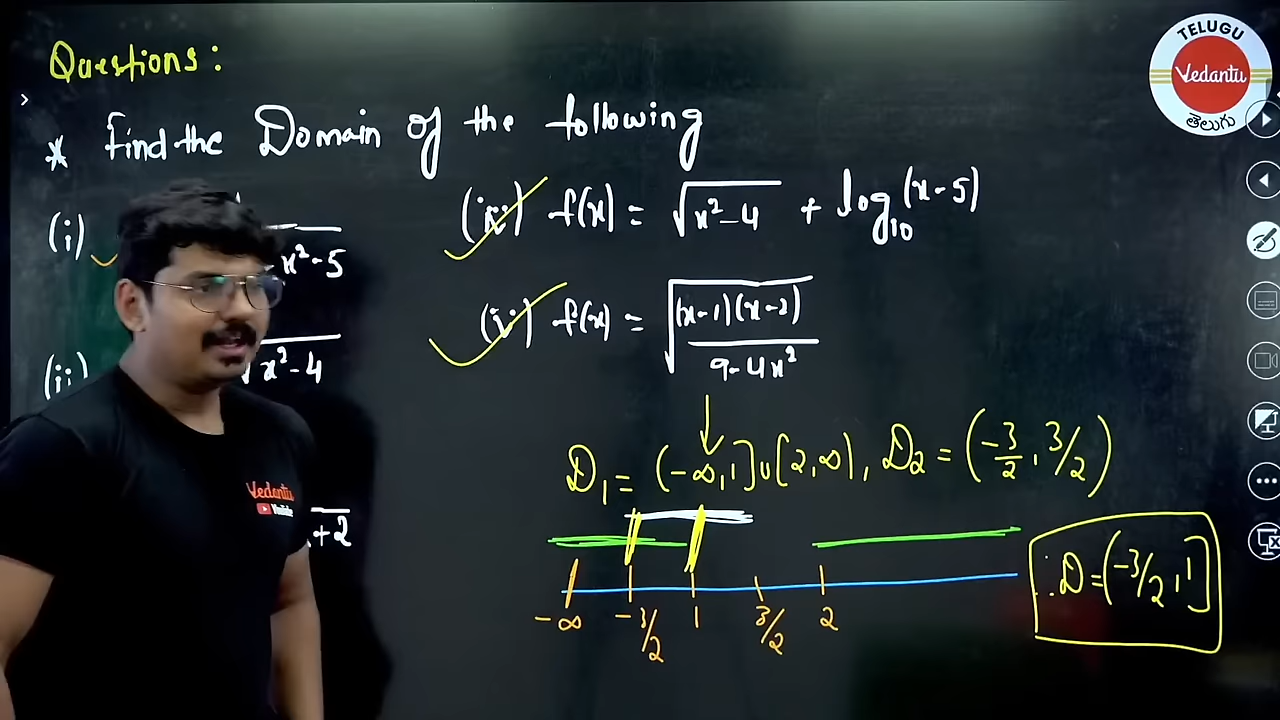 Questions:
* Find the Domain of the following
(i)
x²-5
(ii)
√x²-4
+2
(iv) f(x) = √x²-4 + log₁₀(x-5)
(v) f(x) = √((x-1)(x-2)/9-4x²)
D₁ = (-∞,1]∪[2,∞), D₂ = (-3/2, 3/2)
-∞ -3/2 1 3/2 2
∴ D = (-3/2, 1]
TELUGU
Vedantu
తెలుగు
Vedantu
YouTube